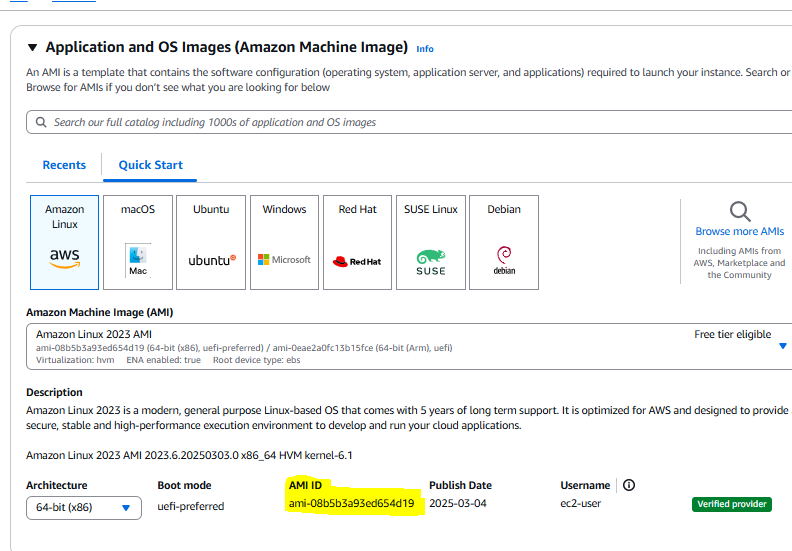 Application and OS Images (Amazon Machine Image) Info
An AMI is a template that contains the software configuration (operating system, application server, and applications) required to launch your instance. Search or
Browse for AMIs if you don't see what you are looking for below
Search our full catalog including 1000s of application and OS images
Recents Quick Start
Amazon Linux
aws
macOS
Mac
Ubuntu
ubuntu
Windows
Microsoft
Red Hat
Red Hat
SUSE Linux
SUSE
Debian
debian
Browse more AMIs
Including AMIs from
AWS, Marketplace and
the Community
Amazon Machine Image (AMI)
Amazon Linux 2023 AMI Free tier eligible
ami-08b5b3a93ed654d19 (64-bit (x86), uefi-preferred) / ami-0eae2a0fc13b15fce (64-bit (Arm), uefi)
Virtualization: hvm ENA enabled: true Root device type: ebs
Description
Amazon Linux 2023 is a modern, general purpose Linux-based OS that comes with 5 years of long term support. It is optimized for AWS and designed to provide
secure, stable and high-performance execution environment to develop and run your cloud applications.
Amazon Linux 2023 AMI 2023.6.20250303.0 x86_64 HVM kernel-6.1
Architecture Boot mode AMI ID Publish Date Username
64-bit (x86) uefi-preferred ami-08b5b3a93ed654d19 2025-03-04 ec2-user Verified provider